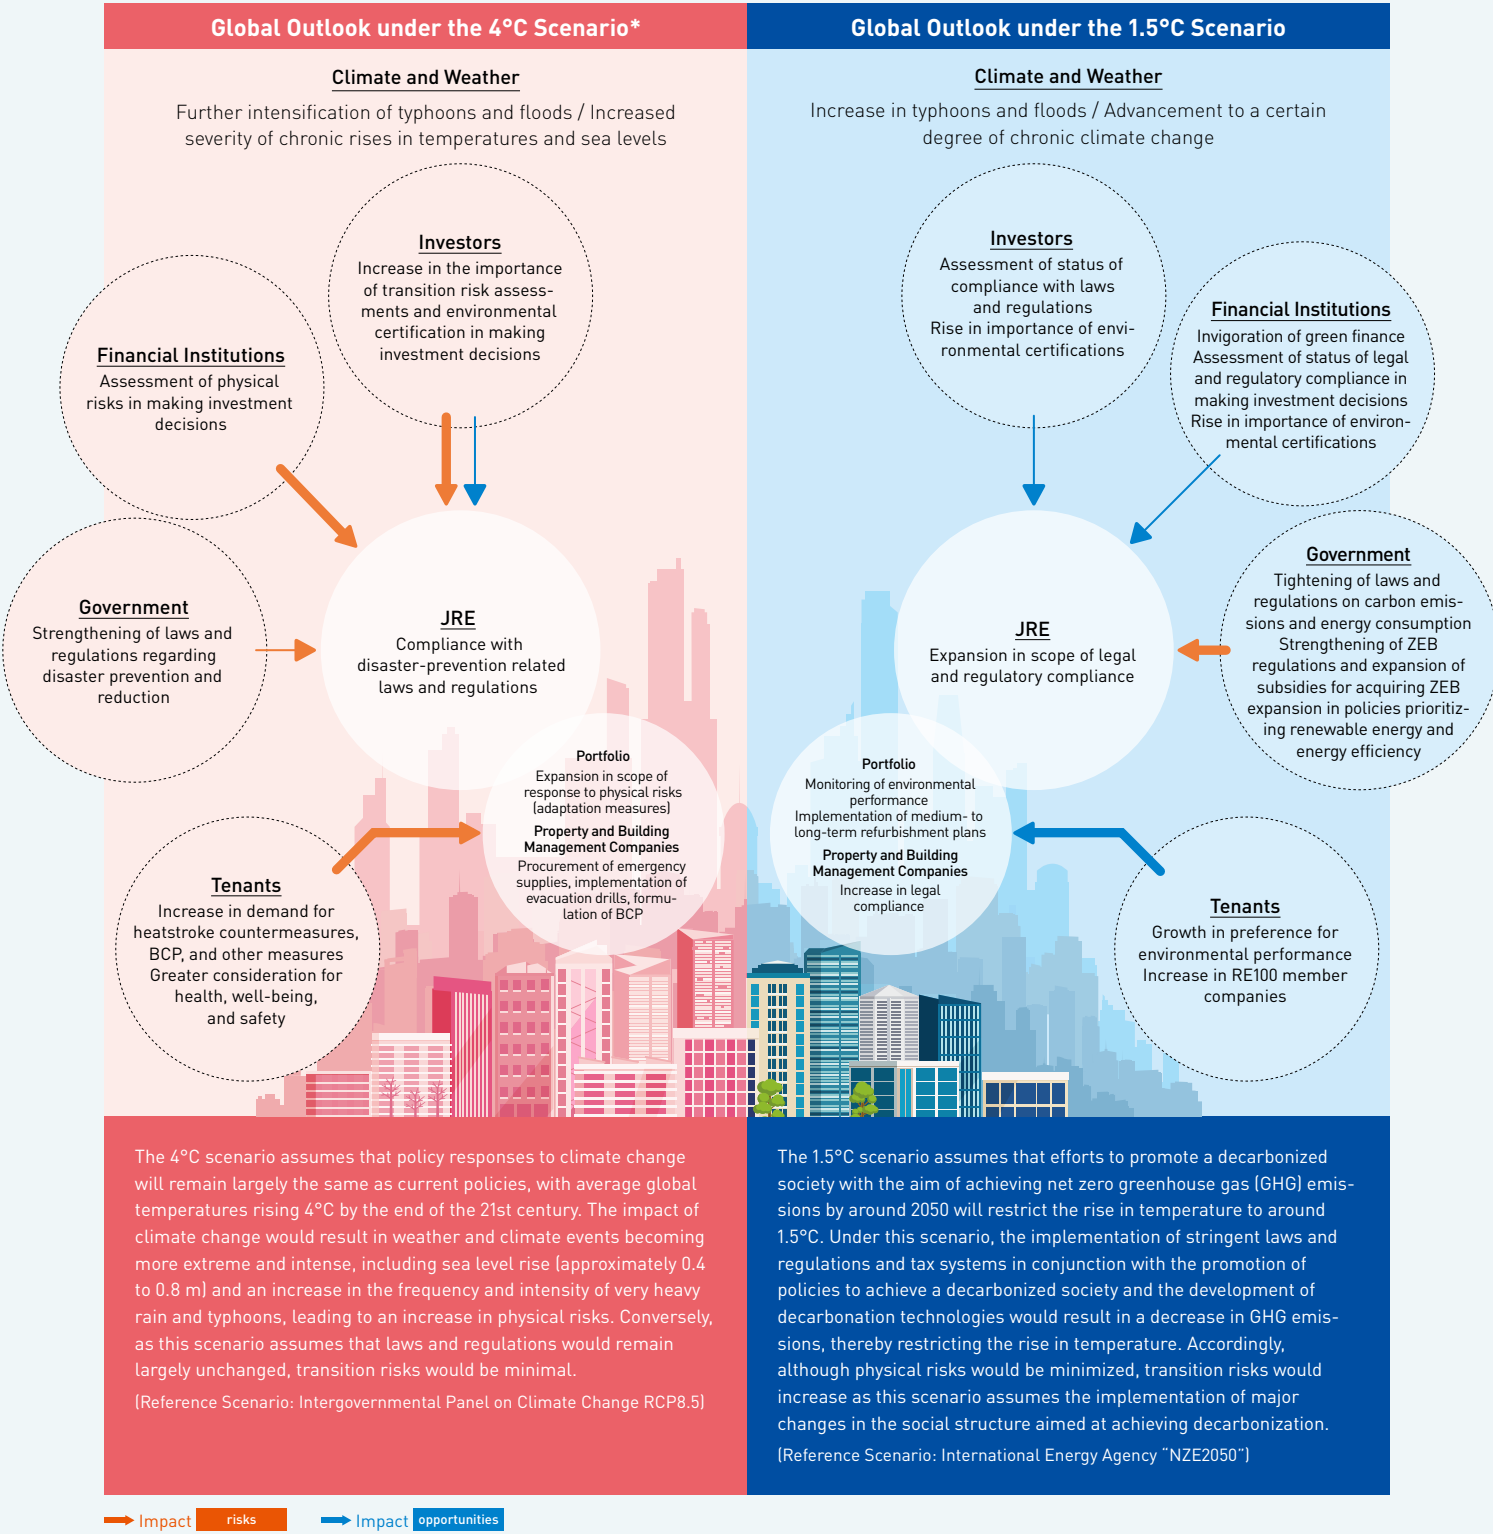 Global Outlook under the 4°C Scenario*
Climate and Weather
Further intensification of typhoons and floods / Increased
severity of chronic rises in temperatures and sea levels
Investors
Increase in the importance
of transition risk assess-
ments and environmental
certification in making
investment decisions
Financial Institutions
Assessment of physical
risks in making investment
decisions
Government
Strengthening of laws and
regulations regarding
disaster prevention and
reduction
JRE
Compliance with
disaster-prevention related
laws and regulations
Portfolio
Expansion in scope of
response to physical risks
(adaptation measures)
Property and Building
Management Companies
Procurement of emergency
supplies, implementation of
evacuation drills, formu-
lation of BCP
Tenants
Increase in demand for
heatstroke countermeasures,
BCP, and other measures
Greater consideration for
health, well-being,
and safety
The 4°C scenario assumes that policy responses to climate change
will remain largely the same as current policies, with average global
temperatures rising 4°C by the end of the 21st century. The impact of
climate change would result in weather and climate events becoming
more extreme and intense, including sea level rise (approximately 0.4
to 0.8 m) and an increase in the frequency and intensity of very heavy
rain and typhoons, leading to an increase in physical risks. Conversely,
as this scenario assumes that laws and regulations would remain
largely unchanged, transition risks would be minimal.
(Reference Scenario: Intergovernmental Panel on Climate Change RCP8.5)
Global Outlook under the 1.5°C Scenario
Climate and Weather
Increase in typhoons and floods / Advancement to a certain
degree of chronic climate change
Investors
Assessment of status of
compliance with laws
and regulations
Rise in importance of envi-
ronmental certifications
Financial Institutions
Invigoration of green finance
Assessment of status of legal
and regulatory compliance in
making investment decisions
Rise in importance of environ-
mental certifications
Government
Tightening of laws and
regulations on carbon emis-
sions and energy consumption
Strengthening of ZEB
regulations and expansion of
subsidies for acquiring ZEB
expansion in policies prioritiz-
ing renewable energy and
energy efficiency
JRE
Expansion in scope of legal
and regulatory compliance
Portfolio
Monitoring of environmental
performance
Implementation of medium- to
long-term refurbishment plans
Property and Building
Management Companies
Increase in legal
compliance
Tenants
Growth in preference for
environmental performance
Increase in RE100 member
companies
The 1.5°C scenario assumes that efforts to promote a decarbonized
society with the aim of achieving net zero greenhouse gas (GHG) emis-
sions by around 2050 will restrict the rise in temperature to around
1.5°C. Under this scenario, the implementation of stringent laws and
regulations and tax systems in conjunction with the promotion of
policies to achieve a decarbonized society and the development of
decarbonation technologies would result in a decrease in GHG emis-
sions, thereby restricting the rise in temperature. Accordingly,
although physical risks would be minimized, transition risks would
increase as this scenario assumes the implementation of major
changes in the social structure aimed at achieving decarbonization.
(Reference Scenario: International Energy Agency “NZE2050”)
Impact risks
Impact opportunities